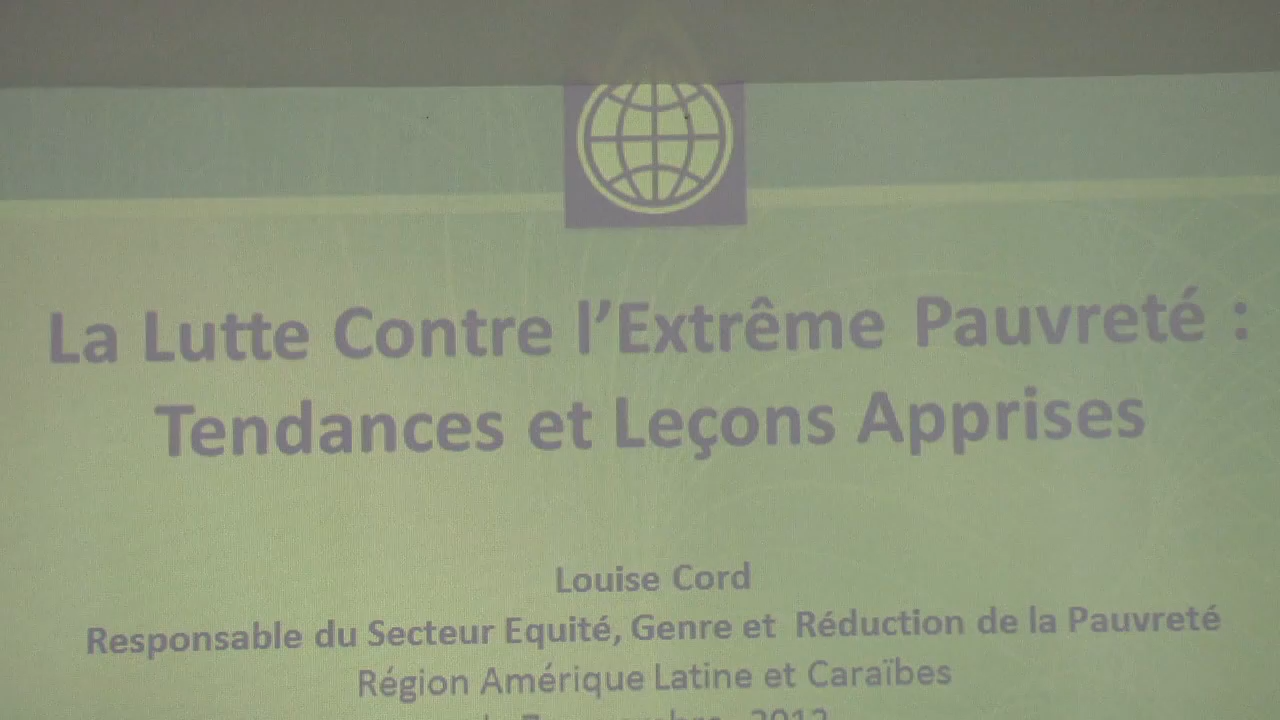 La Lutte Contre l’Extrême Pauvreté :
Tendances et Leçons Apprises
Louise Cord
Responsable du Secteur Equité, Genre et Réduction de la Pauvreté
Région Amérique Latine et Caraïbes